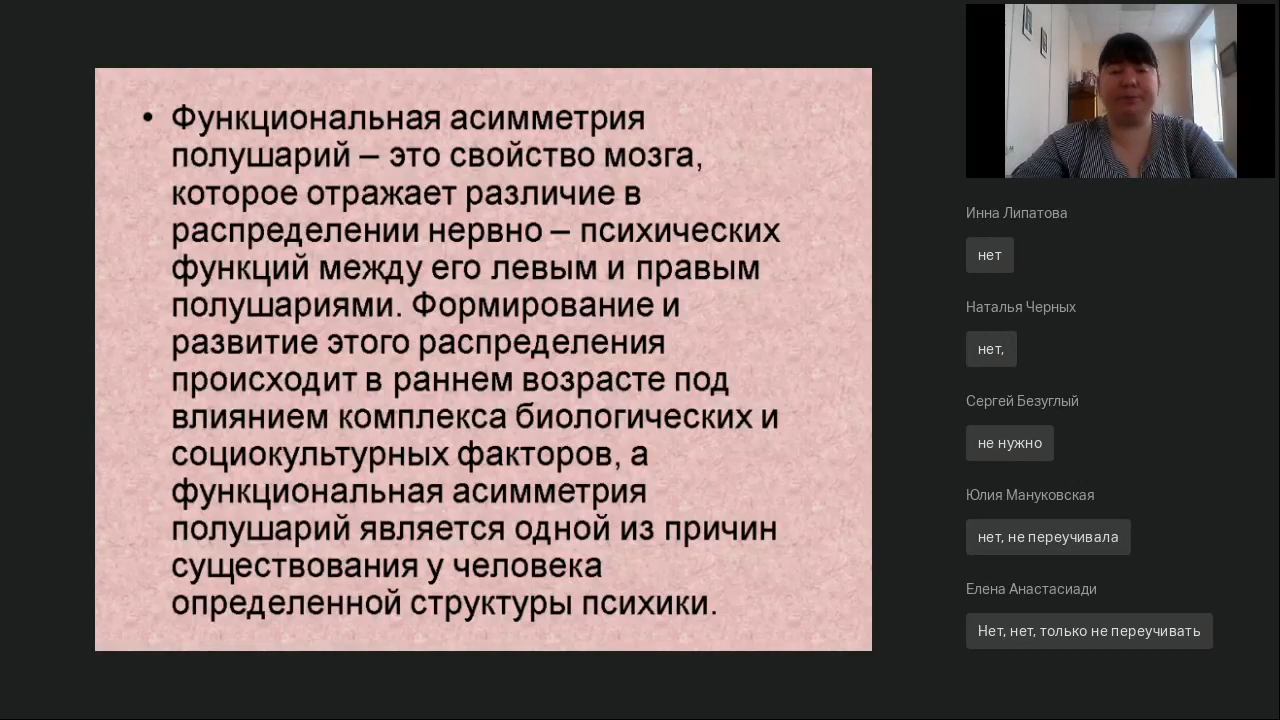 • Функциональная асимметрия
полушарий – это свойство мозга,
которое отражает различие в
распределении нервно – психических
функций между его левым и правым
полушариями. Формирование и
развитие этого распределения
происходит в раннем возрасте под
влиянием комплекса биологических и
социокультурных факторов, а
функциональная асимметрия
полушарий является одной из причин
существования у человека
определенной структуры психики.
Инна Липатова
нет
Наталья Черных
нет,
Сергей Безуглый
не нужно
Юлия Мануковская
нет, не переучивала
Елена Анастасиади
Нет, нет, только не переучивать